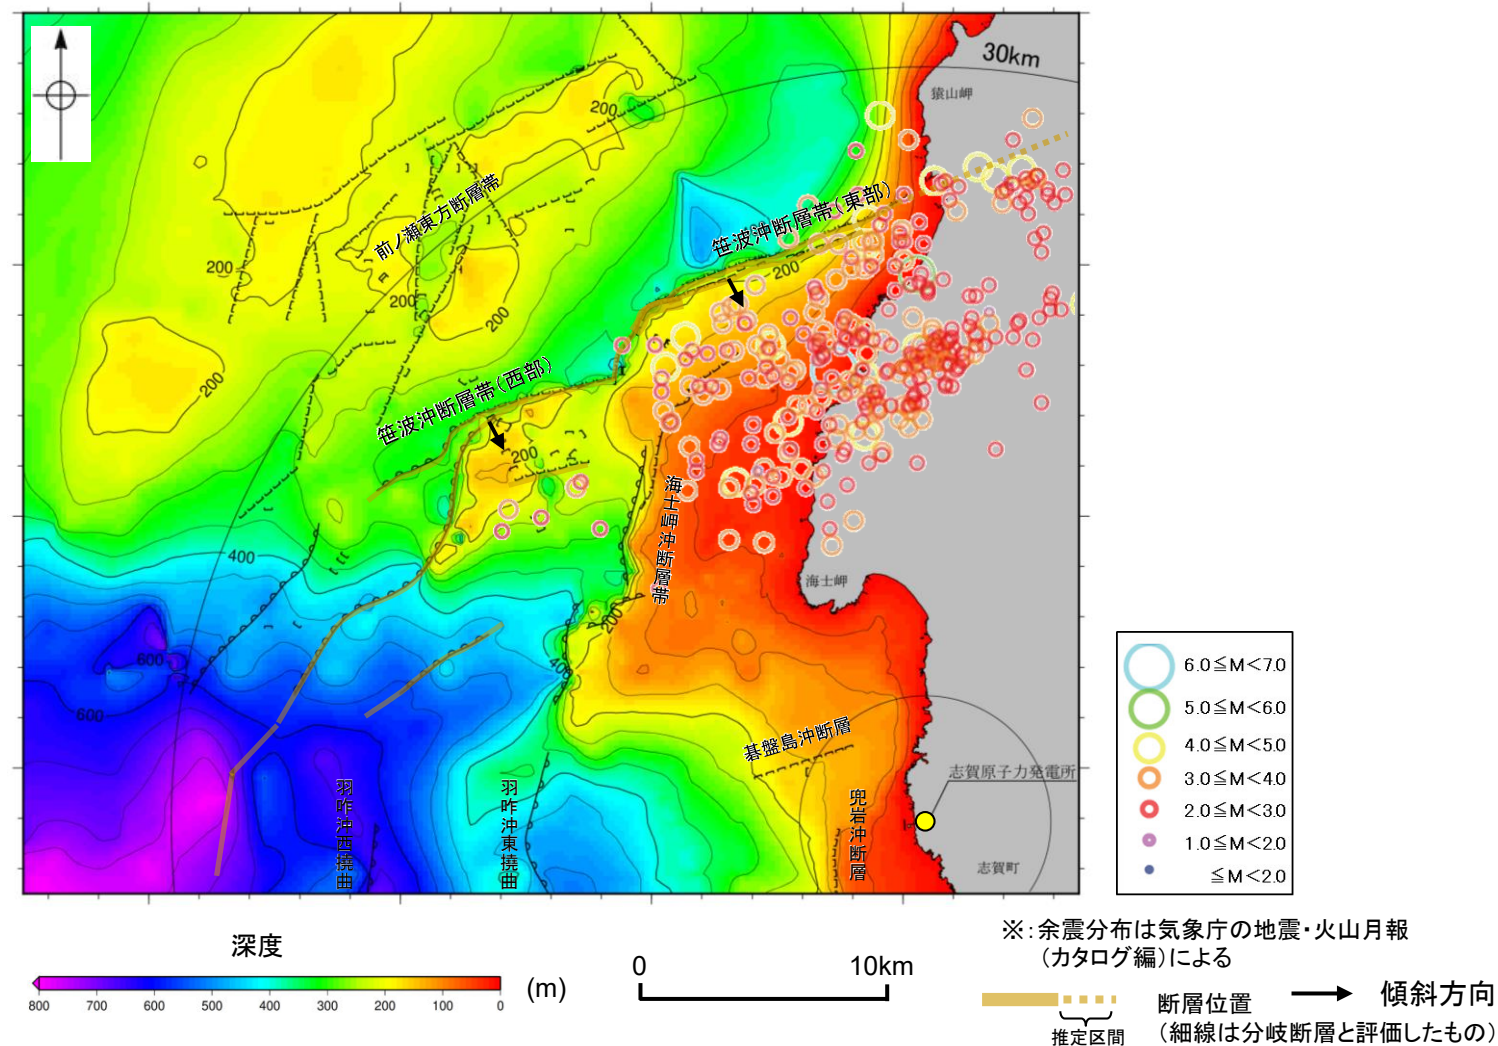 30km
猿山岬
200
前ノ瀬東方断層帯
笹波沖断層帯(東部)
200
200
200
200
200
笹波沖断層帯(西部)
200
海士岬沖断層帯
400
海士岬
200
600
400
600
碁盤島沖断層
志賀原子力発電所
羽咋沖西撓曲
羽咋沖東撓曲
兜岩沖断層
志賀町
6.0≦M<7.0
5.0≦M<6.0
4.0≦M<5.0
3.0≦M<4.0
2.0≦M<3.0
1.0≦M<2.0
≦M<2.0
深度
800 700 600 500 400 300 200 100 0
(m)
0 10km
※:余震分布は気象庁の地震・火山月報
(カタログ編)による
断層位置
傾斜方向
推定区間
(細線は分岐断層と評価したもの)